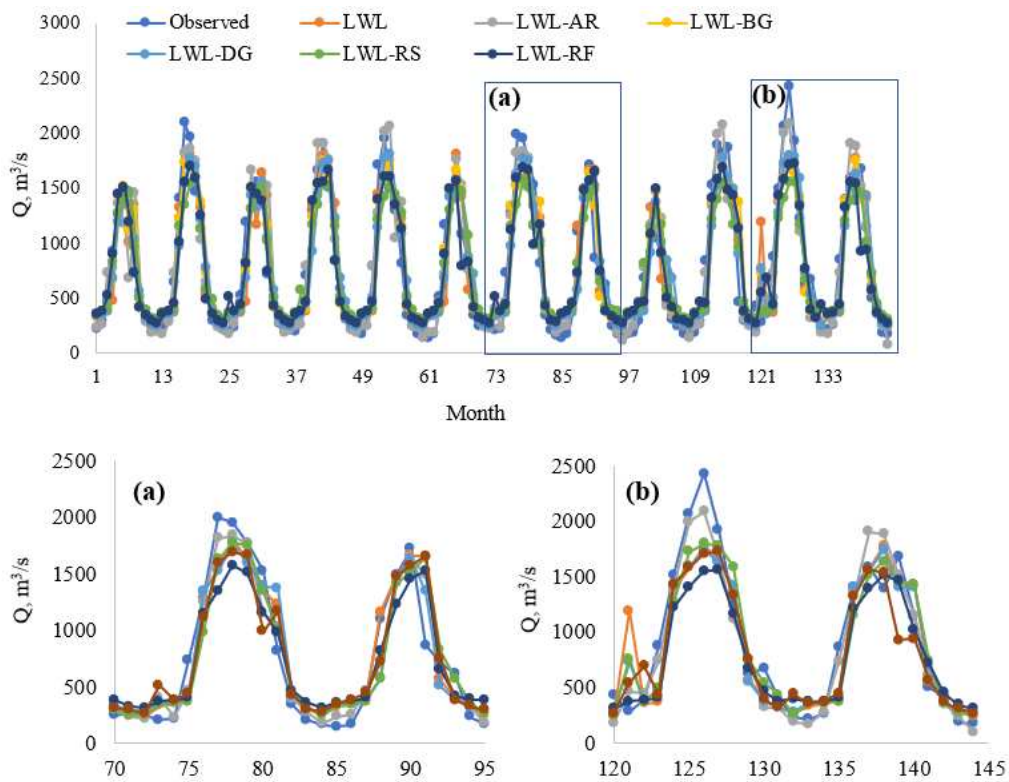 Observed LWL LWL-AR LWL-BG
LWL-DG LWL-RS LWL-RF
3000
2500
2000
1500
1000
500
0
Q, m³/s
(a)
(b)
1 13 25 37 49 61 73 85 97 109 121 133
Month
2500
2000
1500
1000
500
0
Q, m³/s
(a)
70 75 80 85 90 95
2500
2000
1500
1000
500
0
Q, m³/s
(b)
120 125 130 135 140 145